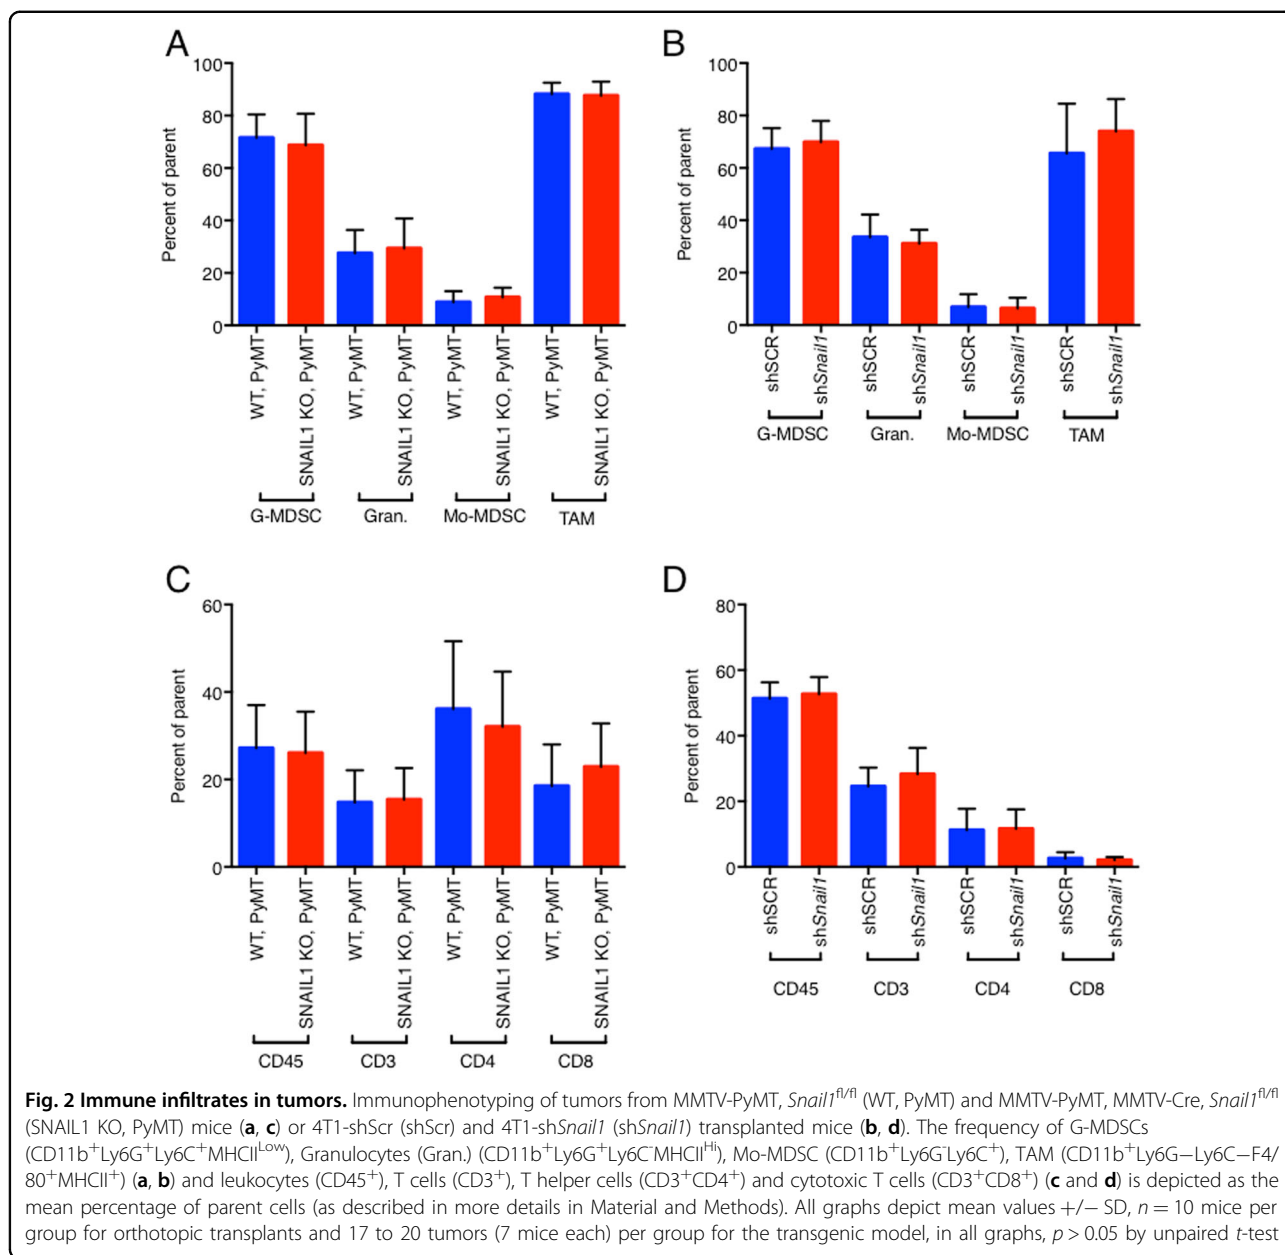 A
100
80
60
40
20
0
Percent of parent
WT, PyMT
SNAIL1 KO, PyMT
WT, PyMT
SNAIL1 KO, PyMT
WT, PyMT
SNAIL1 KO, PyMT
WT, PyMT
SNAIL1 KO, PyMT
G-MDSC Gran. Mo-MDSC TAM
B
100
80
60
40
20
0
Percent of parent
shSCR
shSnail1
shSCR
shSnail1
shSCR
shSnail1
shSCR
shSnail1
G-MDSC Gran. Mo-MDSC TAM
C
60
40
20
0
Percent of parent
WT, PyMT
SNAIL1 KO, PyMT
WT, PyMT
SNAIL1 KO, PyMT
WT, PyMT
SNAIL1 KO, PyMT
WT, PyMT
SNAIL1 KO, PyMT
CD45 CD3 CD4 CD8
D
80
60
40
20
0
Percent of parent
shSCR
shSnail1
shSCR
shSnail1
shSCR
shSnail1
shSCR
shSnail1
CD45 CD3 CD4 CD8
Fig. 2 Immune infiltrates in tumors. Immunophenotyping of tumors from MMTV-PyMT, Snail1fl/fl (WT, PyMT) and MMTV-PyMT, MMTV-Cre, Snail1fl/fl
(SNAIL1 KO, PyMT) mice (a, c) or 4T1-shScr (shScr) and 4T1-shSnail1 (shSnail1) transplanted mice (b, d). The frequency of G-MDSCs
(CD11b+Ly6G+Ly6C+MHCIILow), Granulocytes (Gran.) (CD11b+Ly6G+Ly6C-MHCIIHi), Mo-MDSC (CD11b+Ly6G-Ly6C+), TAM (CD11b+Ly6G−Ly6C−F4/
80+MHCII+) (a, b) and leukocytes (CD45+), T cells (CD3+), T helper cells (CD3+CD4+) and cytotoxic T cells (CD3+CD8+) (c and d) is depicted as the
mean percentage of parent cells (as described in more details in Material and Methods). All graphs depict mean values +/− SD, n = 10 mice per
group for orthotopic transplants and 17 to 20 tumors (7 mice each) per group for the transgenic model, in all graphs, p > 0.05 by unpaired t-test